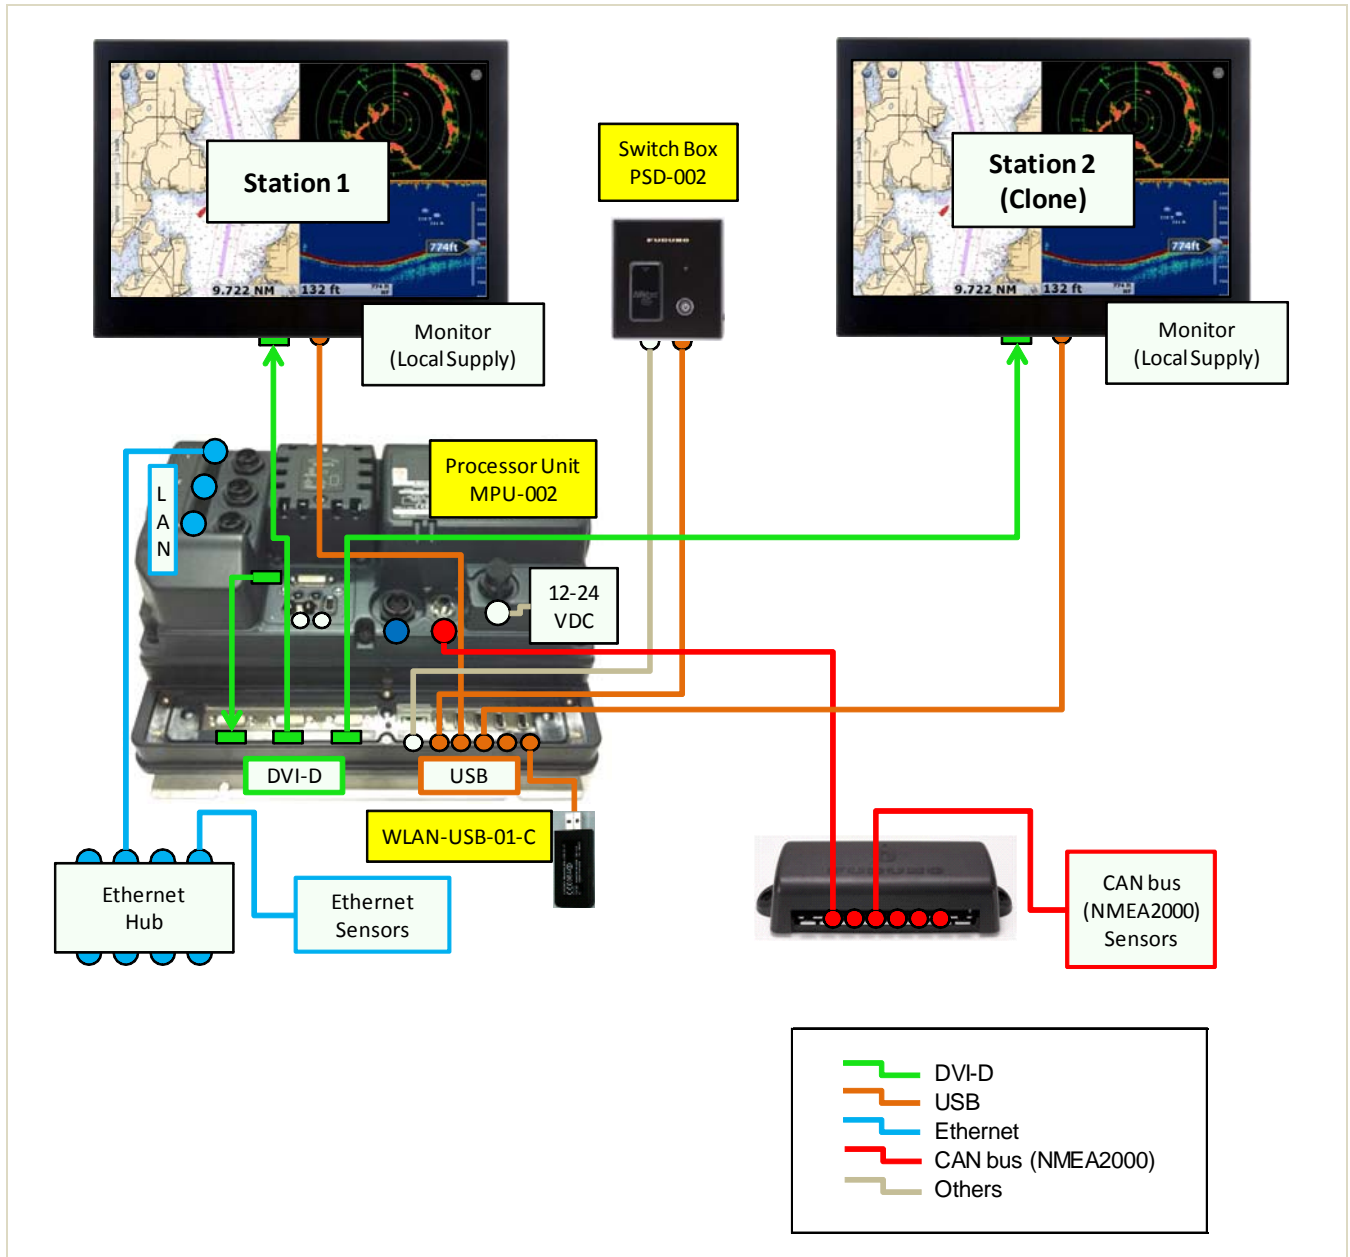 Station 1
9.722 NM
132 ft
774ft
Monitor
(Local Supply)
Switch Box
PSD-002
FURUNO
Station 2
(Clone)
9.722 NM
132 ft
774ft
Monitor
(Local Supply)
Processor Unit
MPU-002
L
A
N
12-24
VDC
DVI-D
USB
WLAN-USB-01-C
Ethernet
Hub
Ethernet
Sensors
FURUNO
CAN bus
(NMEA2000)
Sensors
DVI-D
USB
Ethernet
CAN bus (NMEA2000)
Others